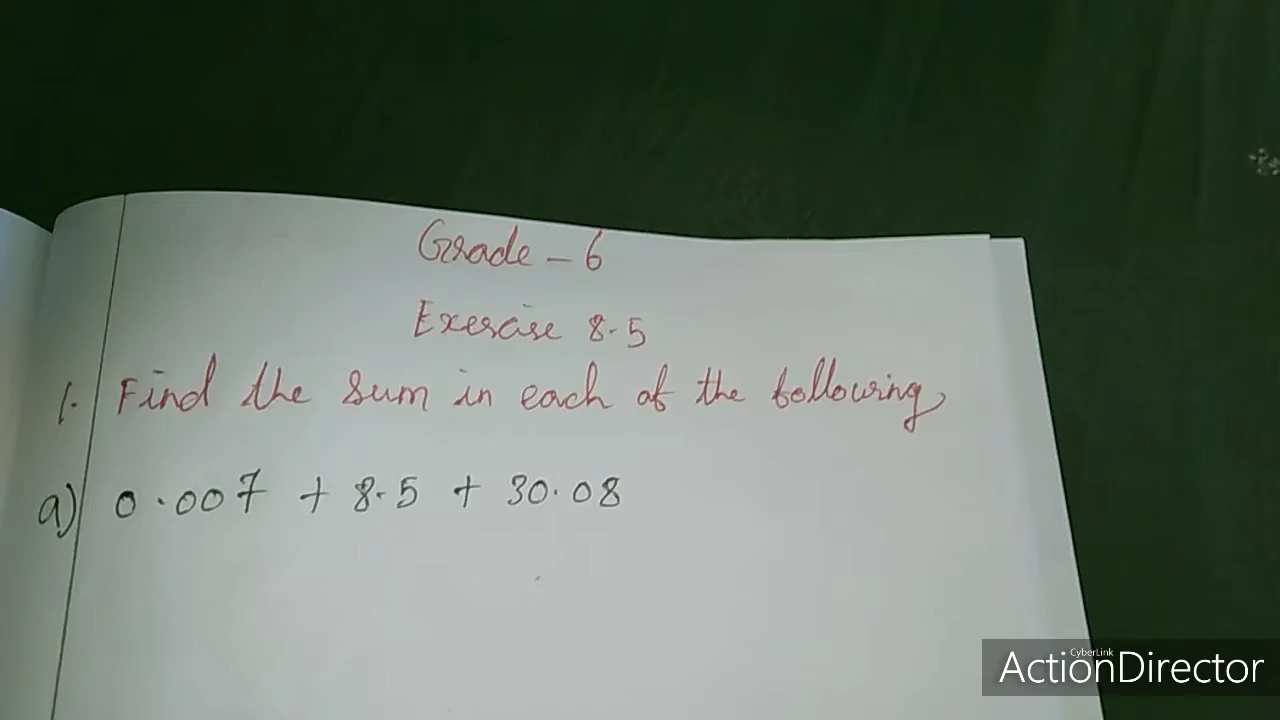 Grade - 6
Exercise 8.5
1. Find the sum in each of the following,
a) 0.007 + 8.5 + 30.08
CyberLink
ActionDirector